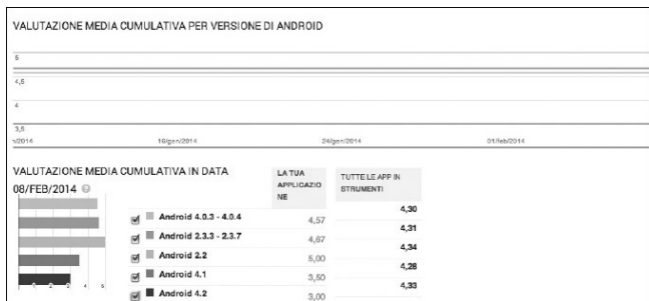 VALUTAZIONE MEDIA CUMULATIVA PER VERSIONE DI ANDROID
5
4,5
4
3,5
n/2014 16/gen/2014 24/gen/2014 01/feb/2014
VALUTAZIONE MEDIA CUMULATIVA IN DATA
08/FEB/2014
LA TUA
APPLICAZIO
NE
TUTTE LE APP IN
STRUMENTI
Android 4.0.3 - 4.0.4 4,57 4,30
Android 2.3.3 - 2.3.7 4,67 4,31
Android 2.2 5,00 4,34
Android 4.1 3,50 4,28
Android 4.2 3,00 4,33
4 5